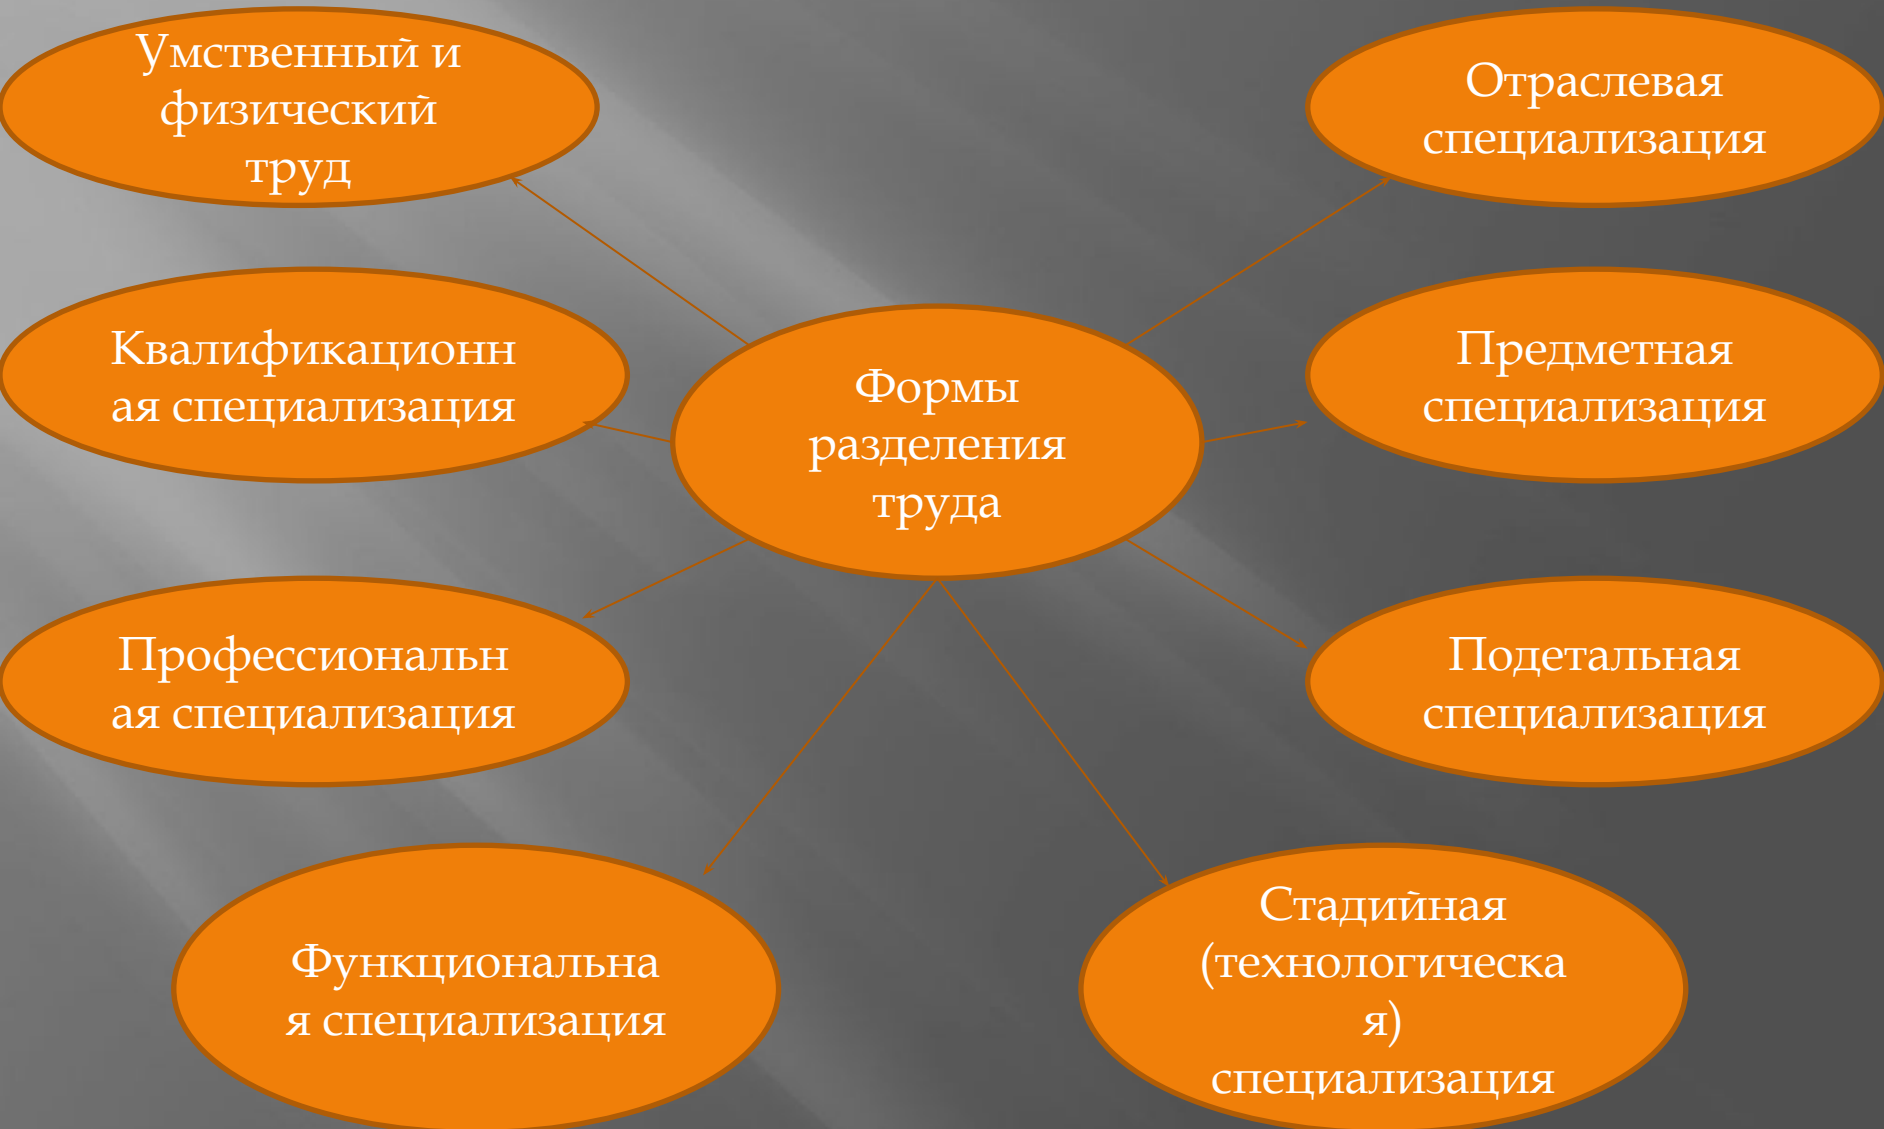 Умственный и
физический
труд
Отраслевая
специализация
Квалификационн
ая специализация
Формы
разделения
труда
Предметная
специализация
Профессиональн
ая специализация
Подетальная
специализация
Функциональна
я специализация
Стадийная
(технологическа
я)
специализация